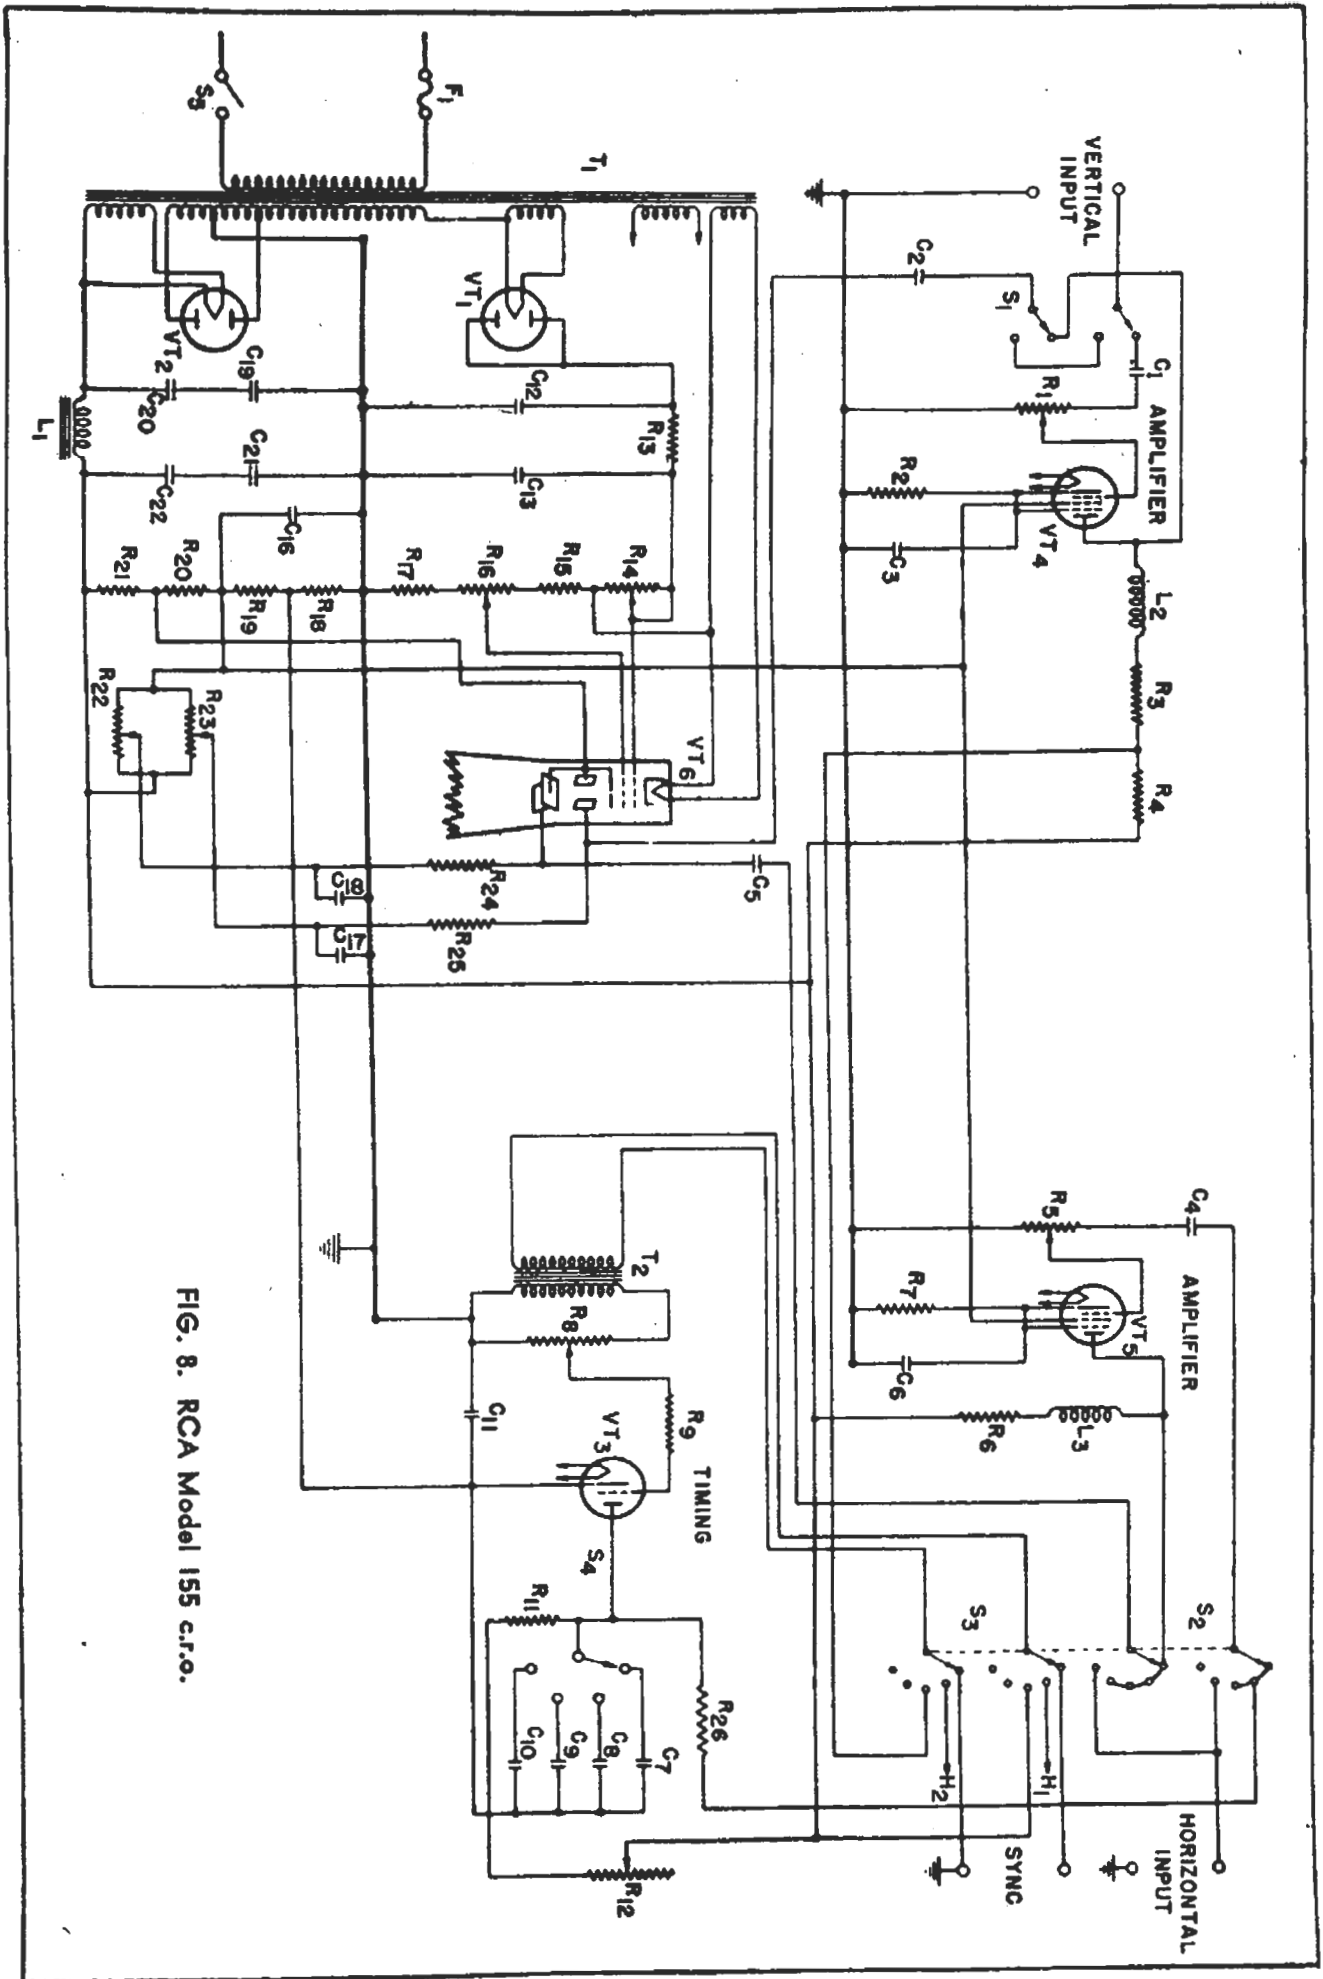 VERTICAL
INPUT
AMPLIFIER
C1
R1
S1
C2
R2
VT4
C3
L2
R3
R4
AMPLIFIER
C4
R5
VT5
R7
C6
L3
R6
S2
S3
H1
H2
HORIZONTAL
INPUT
SYNC
T1
F1
S5
VT1
VT2
C12
R13
C13
C19
C20
C21
C22
L1
C16
R14
R15
R16
R17
R18
R19
R20
R21
R22
R23
VT6
C5
R24
R25
C18
C17
T2
R8
R9
TIMING
VT3
C11
S4
R11
R26
C7
C8
C9
C10
R12
FIG. 8. RCA Model 155 c.r.o.